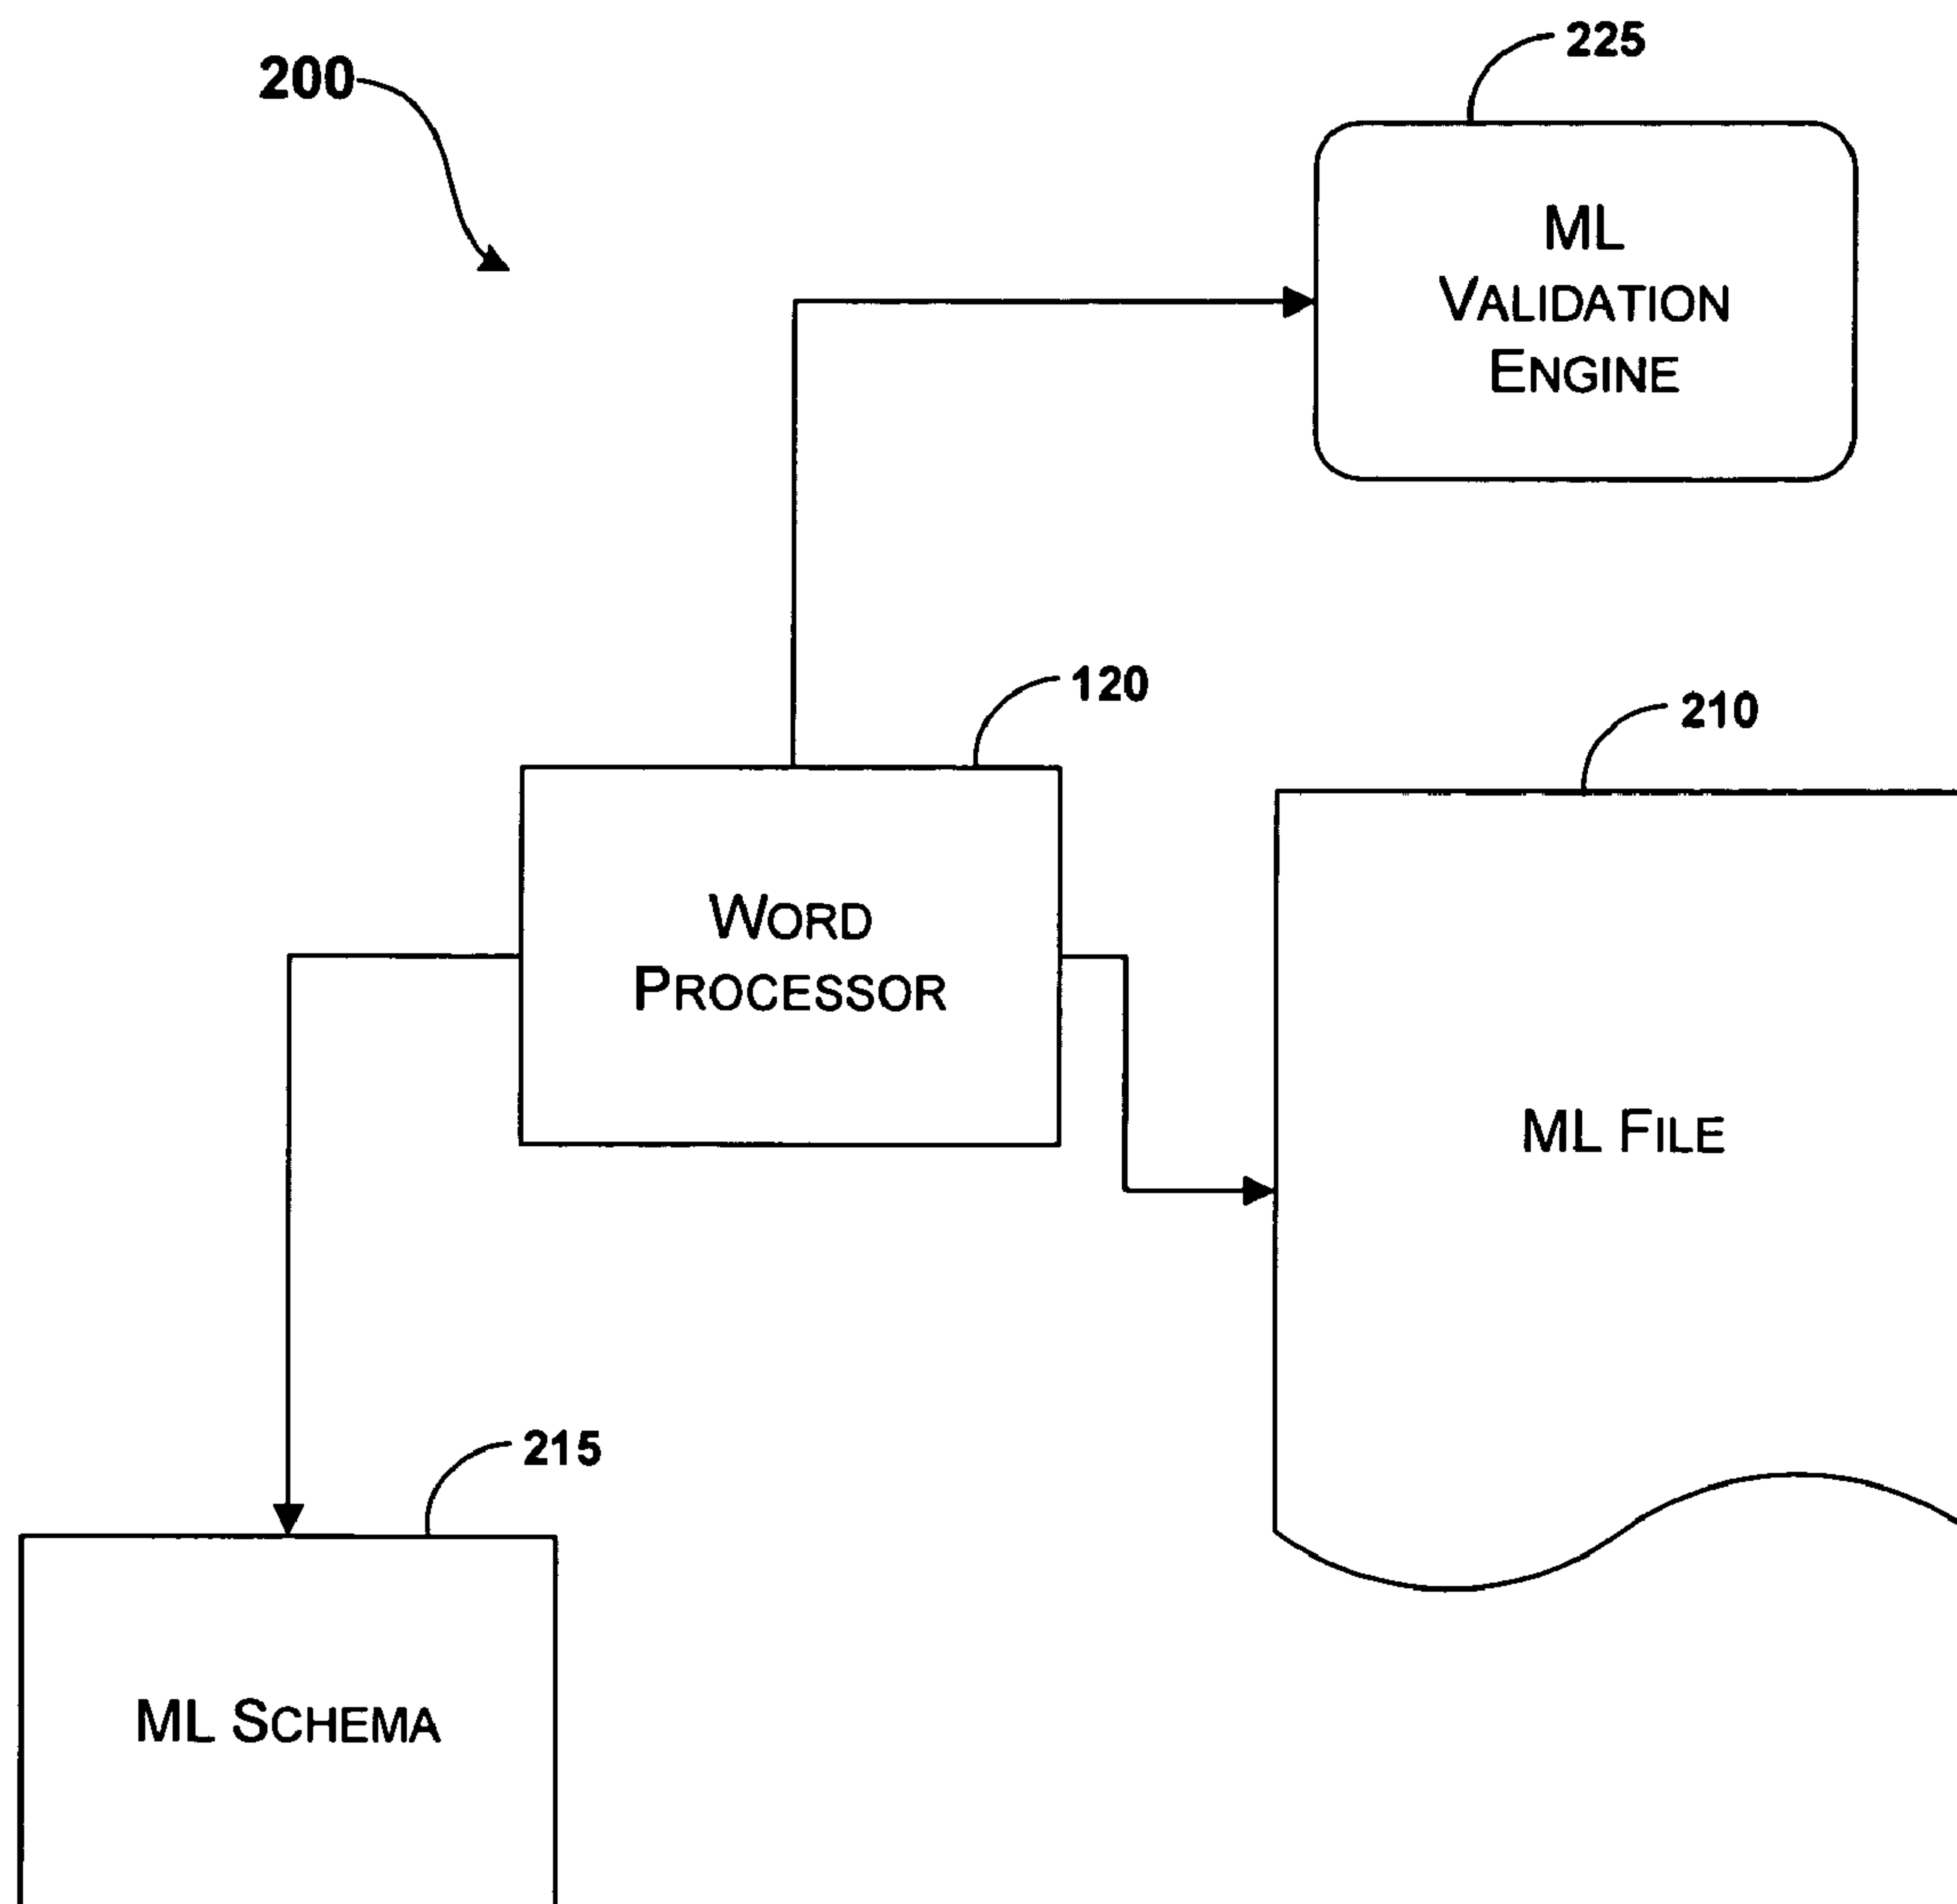 200
225
ML
VALIDATION
ENGINE
120
210
WORD
PROCESSOR
ML FILE
215
ML SCHEMA